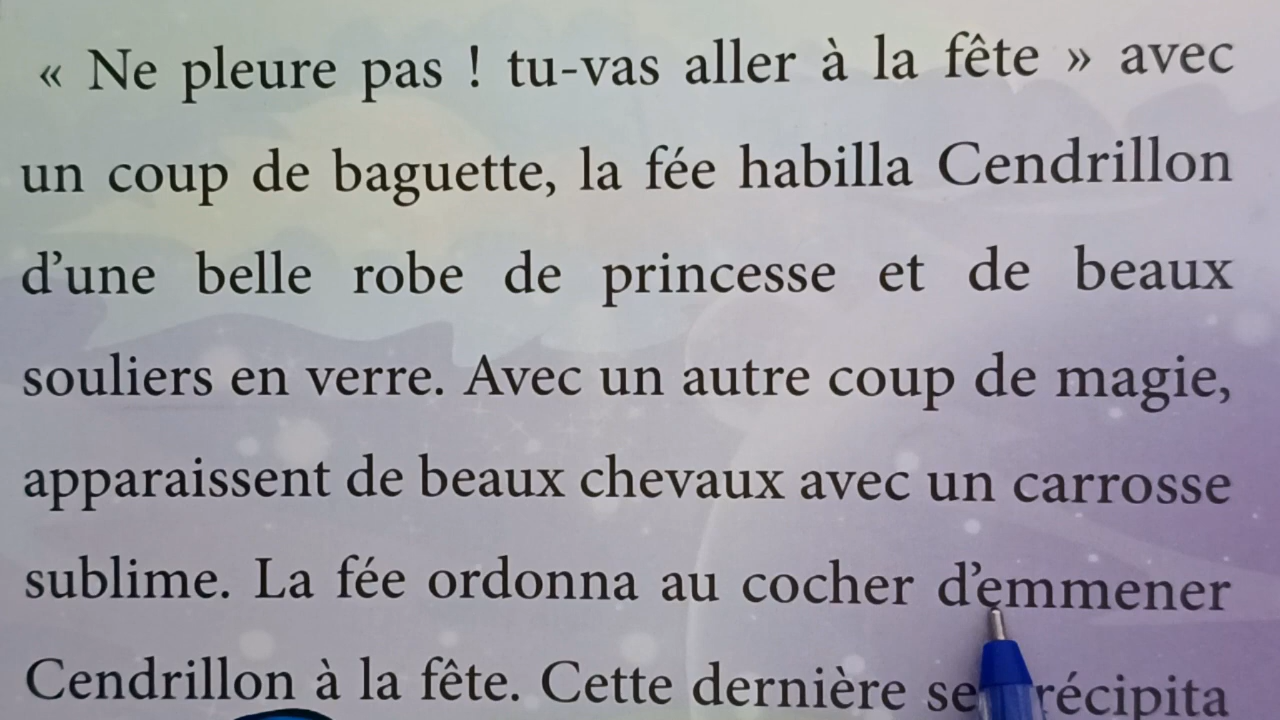 « Ne pleure pas ! tu-vas aller à la fête » avec
un coup de baguette, la fée habilla Cendrillon
d’une belle robe de princesse et de beaux
souliers en verre. Avec un autre coup de magie,
apparaissent de beaux chevaux avec un carrosse
sublime. La fée ordonna au cocher d’emmener
Cendrillon à la fête. Cette dernière se